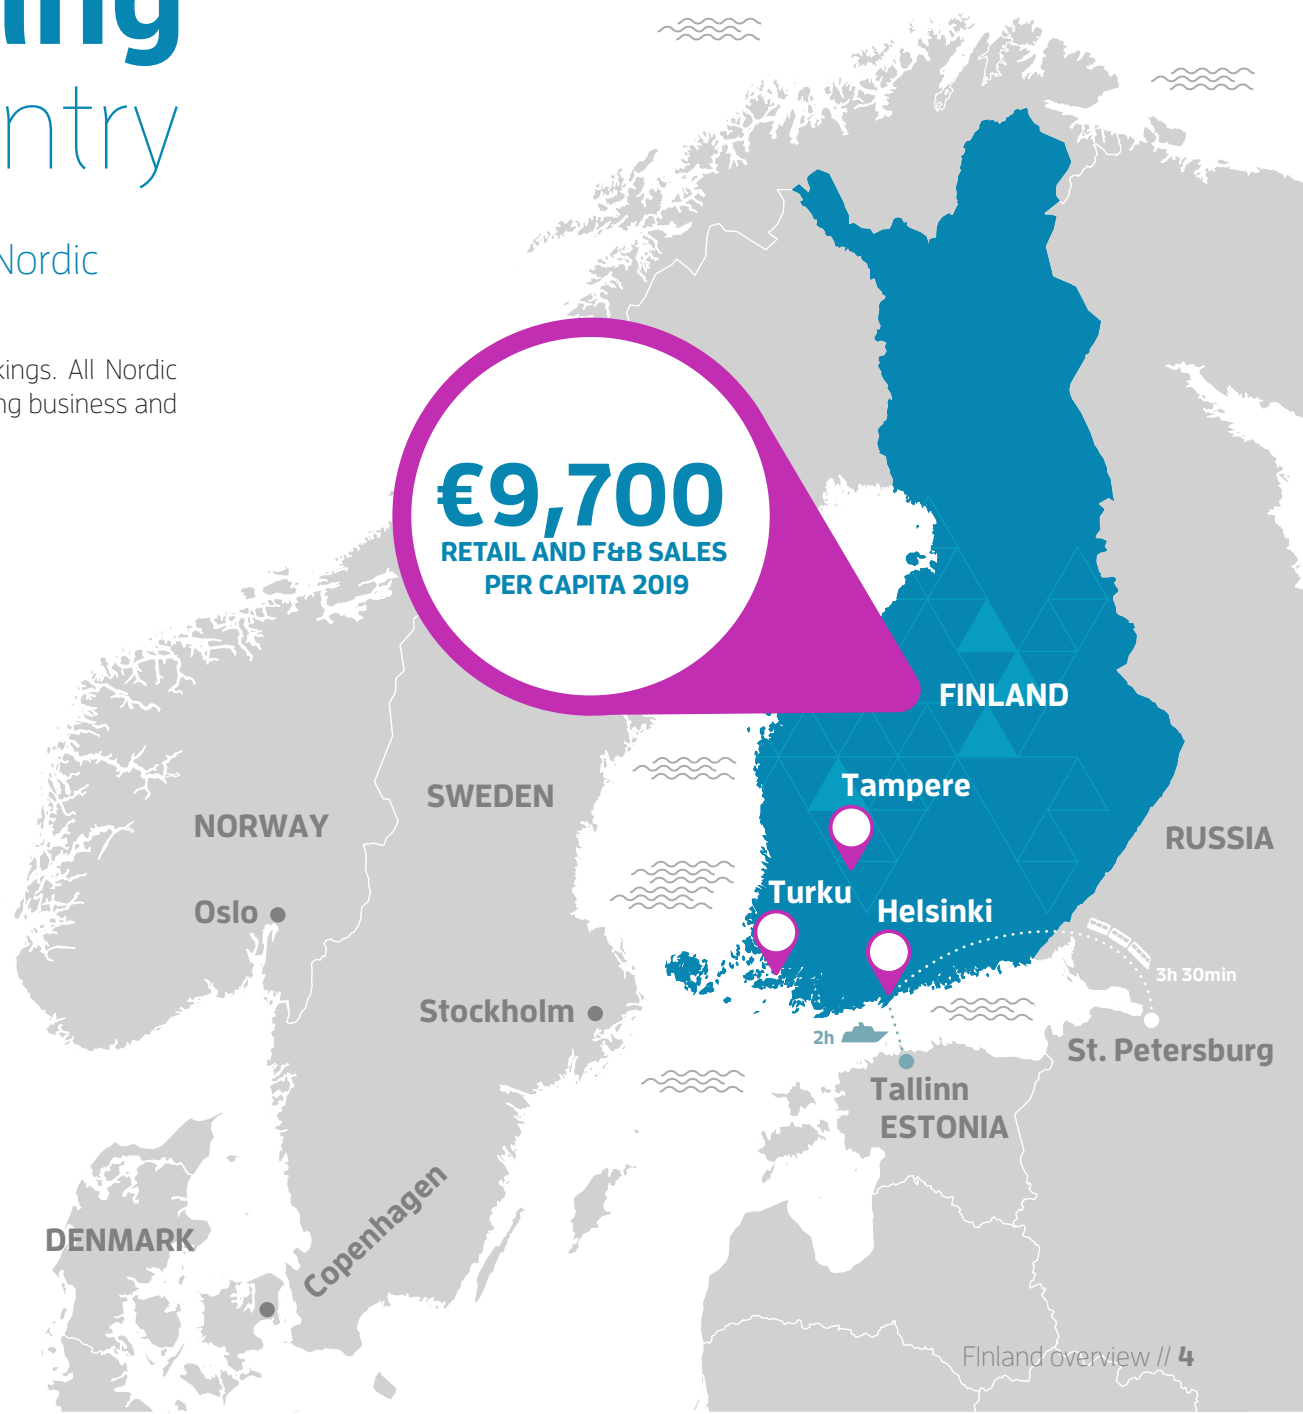 ntry
Nordic
kings. All Nordic
ng business and
€9,700
RETAIL AND F&B SALES
PER CAPITA 2019
FINLAND
Tampere
SWEDEN
NORWAY
RUSSIA
Turku
Helsinki
Oslo
3h 30min
Stockholm
2h
St. Petersburg
Tallinn
ESTONIA
Copenhagen
DENMARK
FInland overview // 4